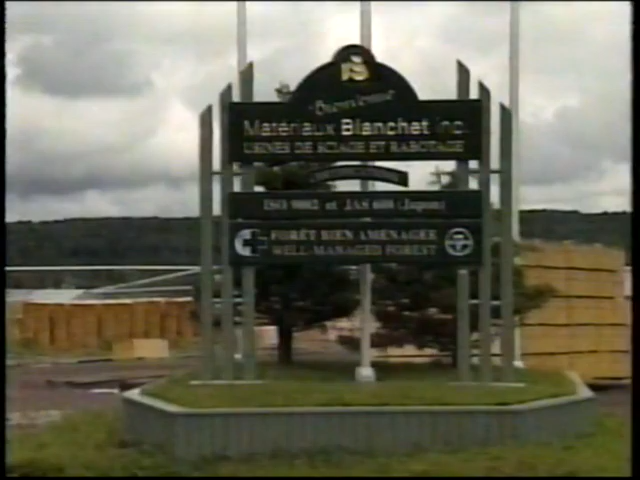 Bienvenue
Matériaux Blanchet inc.
USINES DE SCIAGE ET RABOTAGE
ISO 9002 et JAS 600 (Japon)
FORÊT BIEN AMÉNAGÉE
WELL-MANAGED FOREST